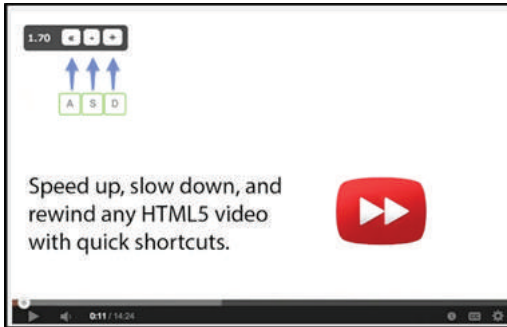 1.70 « - +
A S D
Speed up, slow down, and
rewind any HTML5 video
with quick shortcuts.
0:11 / 14:24